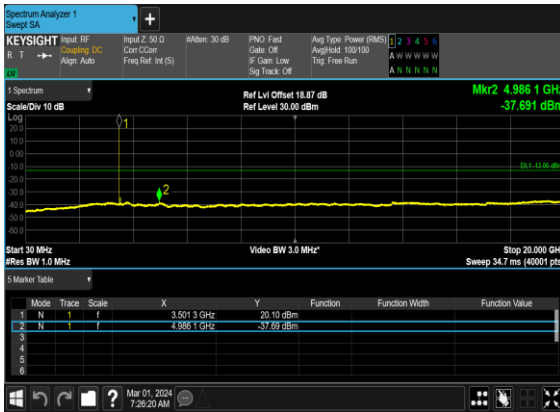 Spectrum Analyzer 1
Swept SA
KEYSIGHT
R T
Input: RF
Coupling: DC
Align: Auto
Input Z: 50 Ω
Corr CCorr
Freq Ref: Int (S)
#Atten: 30 dB
PNO: Fast
Gate: Off
IF Gain: Low
Sig Track: Off
Avg Type: Power (RMS)
Avg|Hold: 100/100
Trig: Free Run
1 2 3 4 5 6
A W W W W W
A N N N N N
1 Spectrum
Scale/Div 10 dB
Ref Lvl Offset 18.87 dB
Ref Level 30.00 dBm
Mkr2 4.986 1 GHz
-37.691 dBm
Log
20.0
10.0
0.00
-10.0
-20.0
-30.0
-40.0
-50.0
-60.0
1
2
DL1 -13.00 dBm
Start 30 MHz
#Res BW 1.0 MHz
Video BW 3.0 MHz*
Stop 20.000 GHz
Sweep 34.7 ms (40001 pts)
5 Marker Table
Mode Trace Scale X Y Function Function Width Function Value
1 N 1 f 3.501 3 GHz 20.10 dBm
2 N 1 f 4.986 1 GHz -37.69 dBm
3
4
5
6
Mar 01, 2024
7:26:20 AM